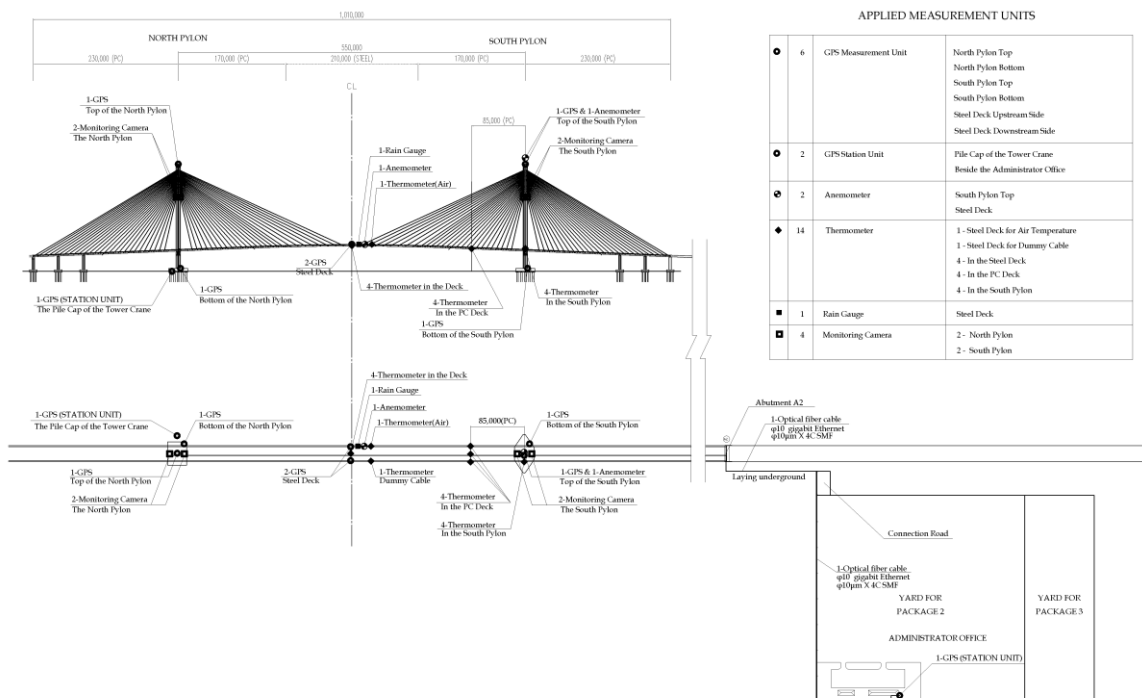 1,010,000
NORTH PYLON
SOUTH PYLON
550,000
230,000 (PC)
170,000 (PC)
210,000 (STEEL)
170,000 (PC)
230,000 (PC)
CL
1-GPS
Top of the North Pylon
2-Monitoring Camera
The North Pylon
85,000 (PC)
1-GPS & 1-Anemometer
Top of the South Pylon
2-Monitoring Camera
The South Pylon
1-Rain Gauge
1-Anemometer
1-Thermometer(Air)
2-GPS
Steel Deck
1-GPS
Bottom of the North Pylon
1-GPS (STATION UNIT)
The Pile Cap of the Tower Crane
4-Thermometer in the Deck
4-Thermometer
In the PC Deck
4-Thermometer
In the South Pylon
1-GPS
Bottom of the South Pylon
APPLIED MEASUREMENT UNITS
6 GPS Measurement Unit North Pylon Top
North Pylon Bottom
South Pylon Top
South Pylon Bottom
Steel Deck Upstream Side
Steel Deck Downstream Side
2 GPS Station Unit Pile Cap of the Tower Crane
Beside the Administrator Office
2 Anemometer South Pylon Top
Steel Deck
14 Thermometer 1 - Steel Deck for Air Temperature
1 - Steel Deck for Dummy Cable
4 - In the Steel Deck
4 - In the PC Deck
4 - In the South Pylon
1 Rain Gauge Steel Deck
4 Monitoring Camera 2 - North Pylon
2 - South Pylon
4-Thermometer in the Deck
1-Rain Gauge
1-Anemometer
1-Thermometer(Air)
85,000(PC)
1-GPS (STATION UNIT)
The Pile Cap of the Tower Crane
1-GPS
Bottom of the North Pylon
1-GPS
Bottom of the South Pylon
1-GPS
Top of the North Pylon
2-Monitoring Camera
The North Pylon
2-GPS
Steel Deck
1-Thermometer
Dummy Cable
4-Thermometer
In the PC Deck
4-Thermometer
In the South Pylon
1-GPS & 1-Anemometer
Top of the South Pylon
2-Monitoring Camera
The South Pylon
Abutment A2
1-Optical fiber cable
φ10 gigabit Ethernet
φ10μm X 4C SMF
Laying underground
Connection Road
1-Optical fiber cable
φ10 gigabit Ethernet
φ10μm X 4C SMF
YARD FOR
PACKAGE 2
YARD FOR
PACKAGE 3
ADMINISTRATOR OFFICE
1-GPS (STATION UNIT)